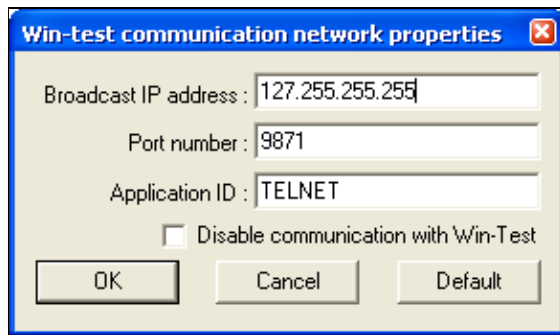 Win-test communication network properties
Broadcast IP address : 127.255.255.255
Port number : 9871
Application ID : TELNET
Disable communication with Win-Test
OK Cancel Default